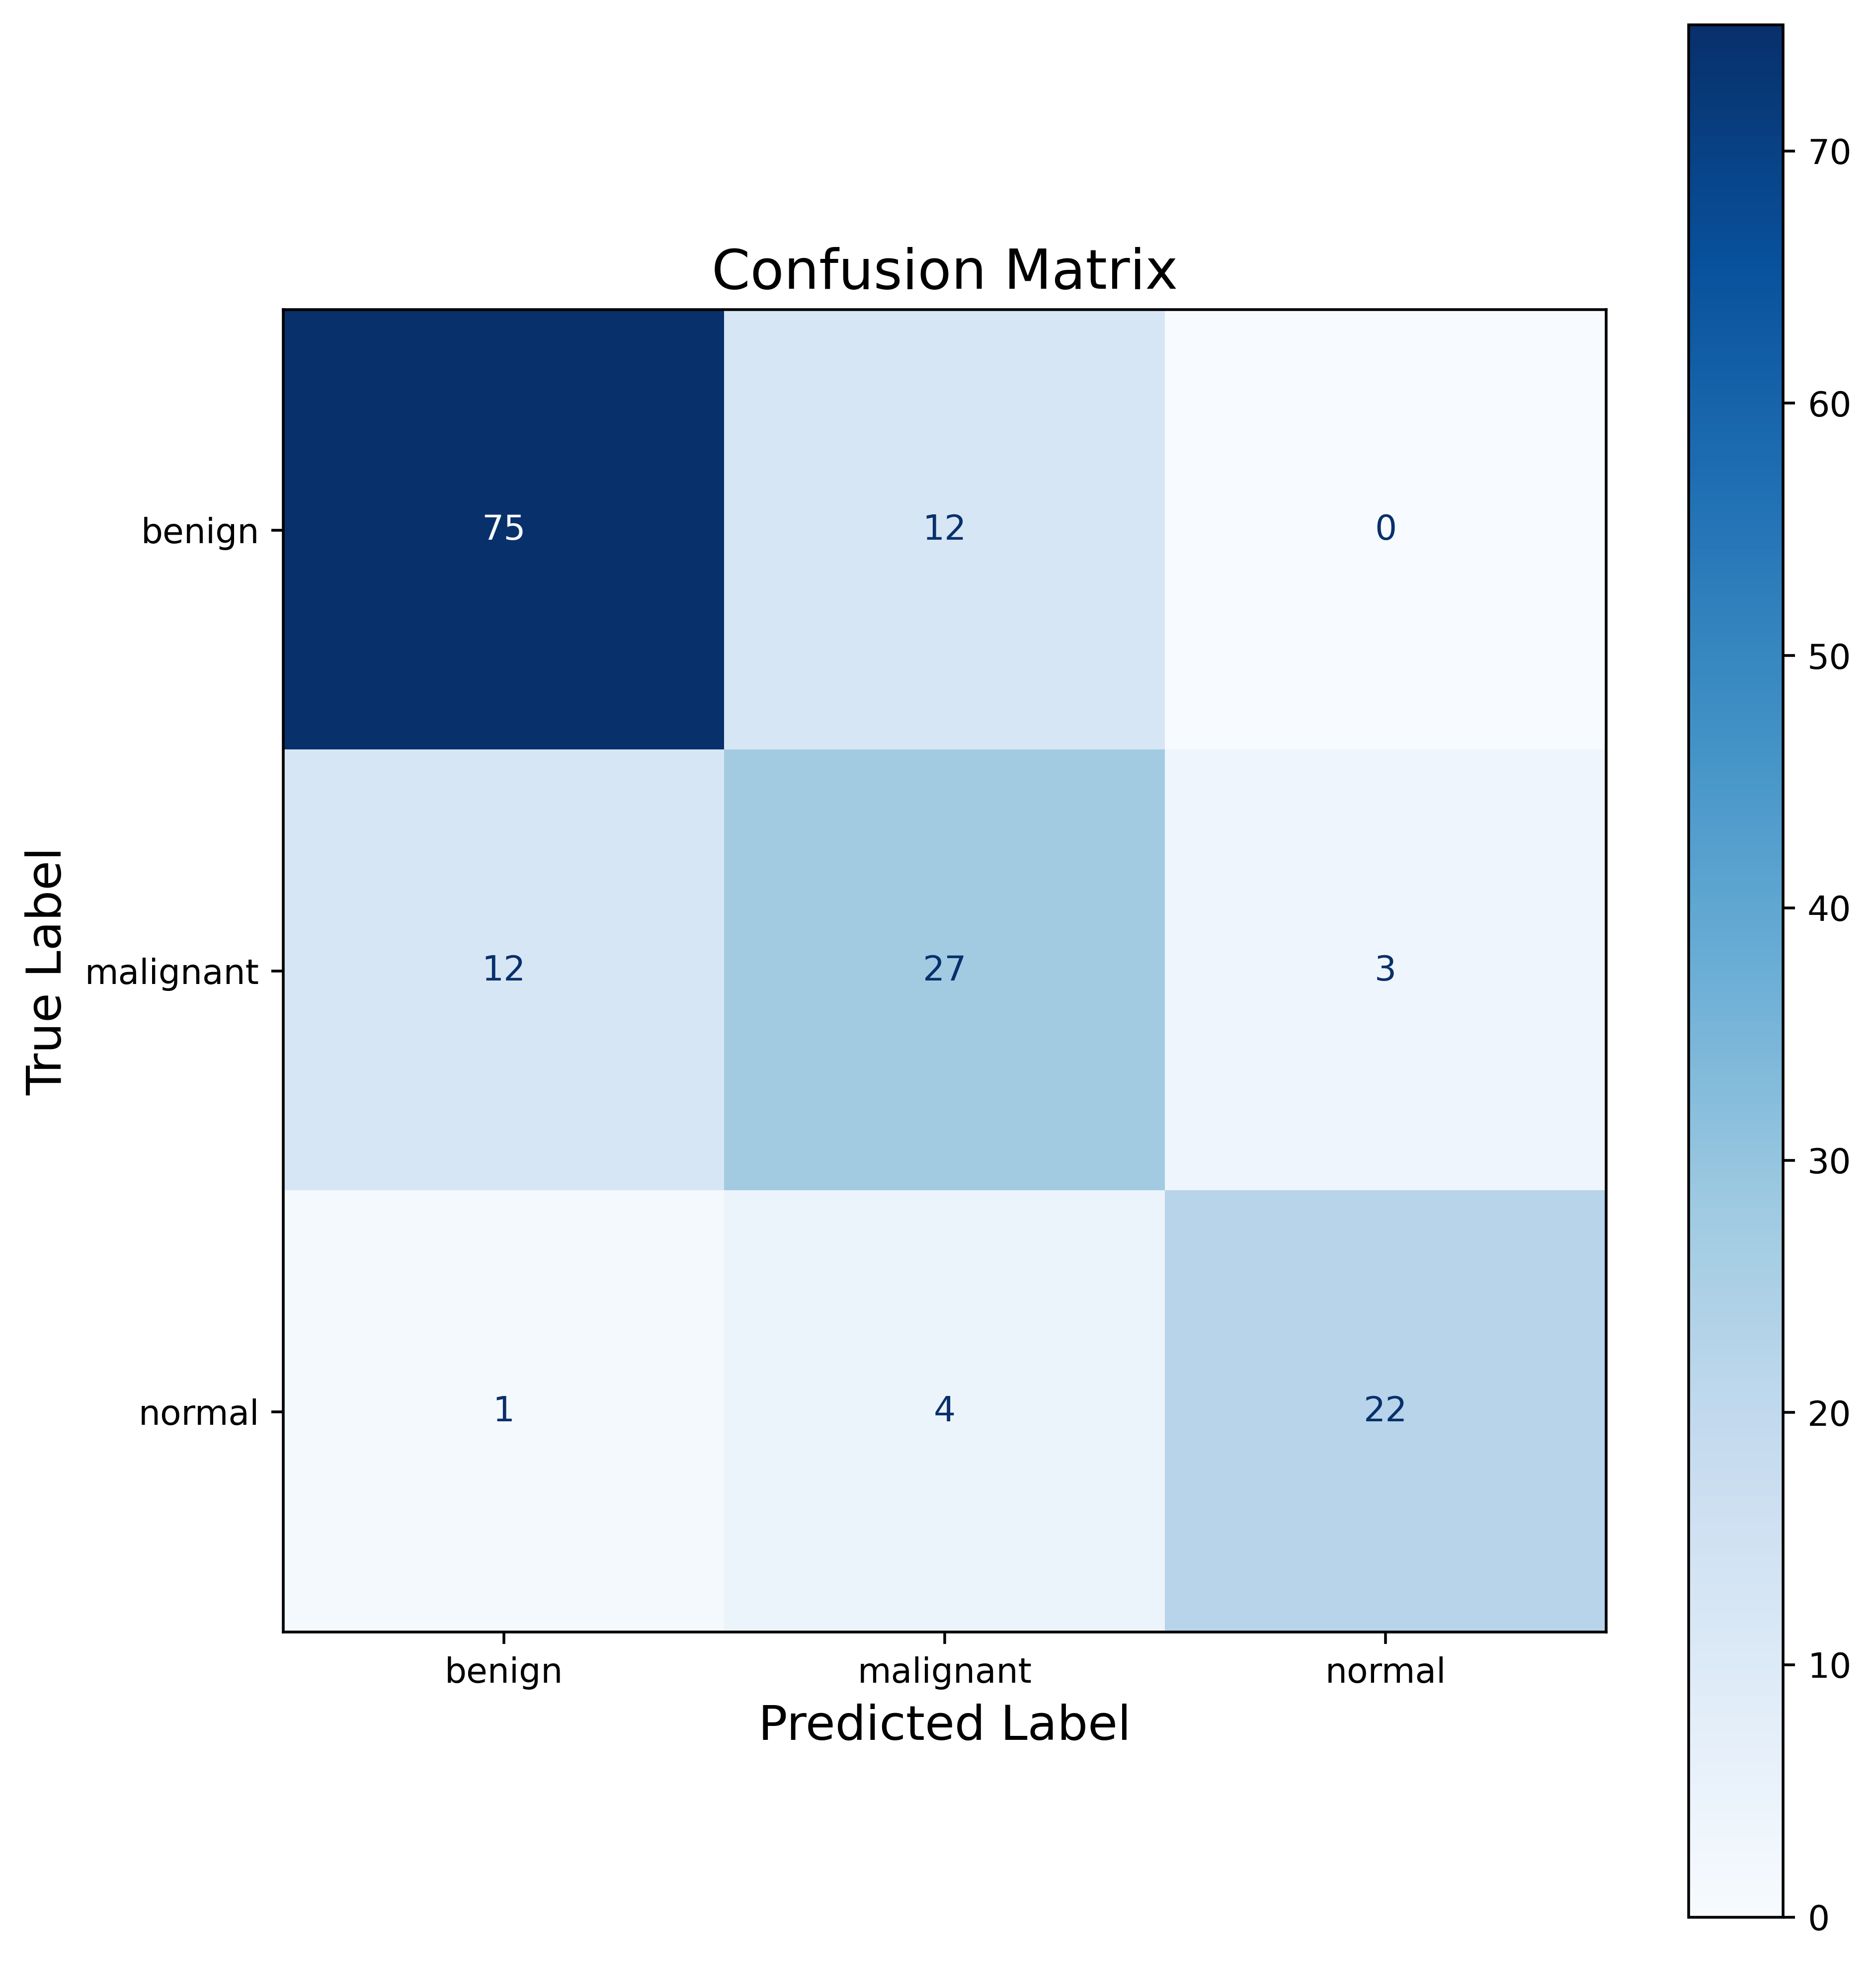 Confusion Matrix
benign 75 12 0
malignant 12 27 3
normal 1 4 22
benign malignant normal
Predicted Label
True Label
70
60
50
40
30
20
10
0